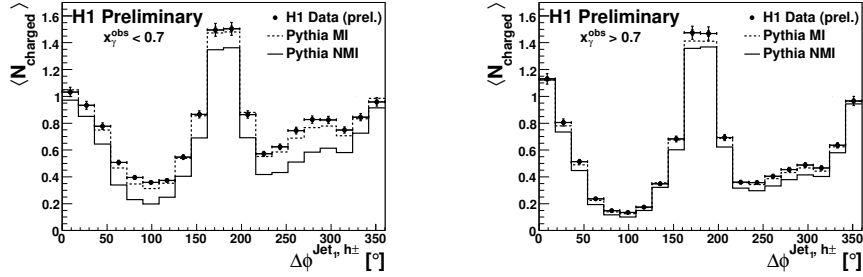 H1 Preliminary
x_γ^obs < 0.7
H1 Data (prel.)
Pythia MI
Pythia NMI
⟨N_charged⟩
1.6
1.4
1.2
1
0.8
0.6
0.4
0.2
0
0 50 100 150 200 250 300 350
Δϕ^Jet₁, h± [°]
H1 Preliminary
x_γ^obs > 0.7
H1 Data (prel.)
Pythia MI
Pythia NMI
⟨N_charged⟩
1.6
1.4
1.2
1
0.8
0.6
0.4
0.2
0
0 50 100 150 200 250 300 350
Δϕ^Jet₁, h± [°]